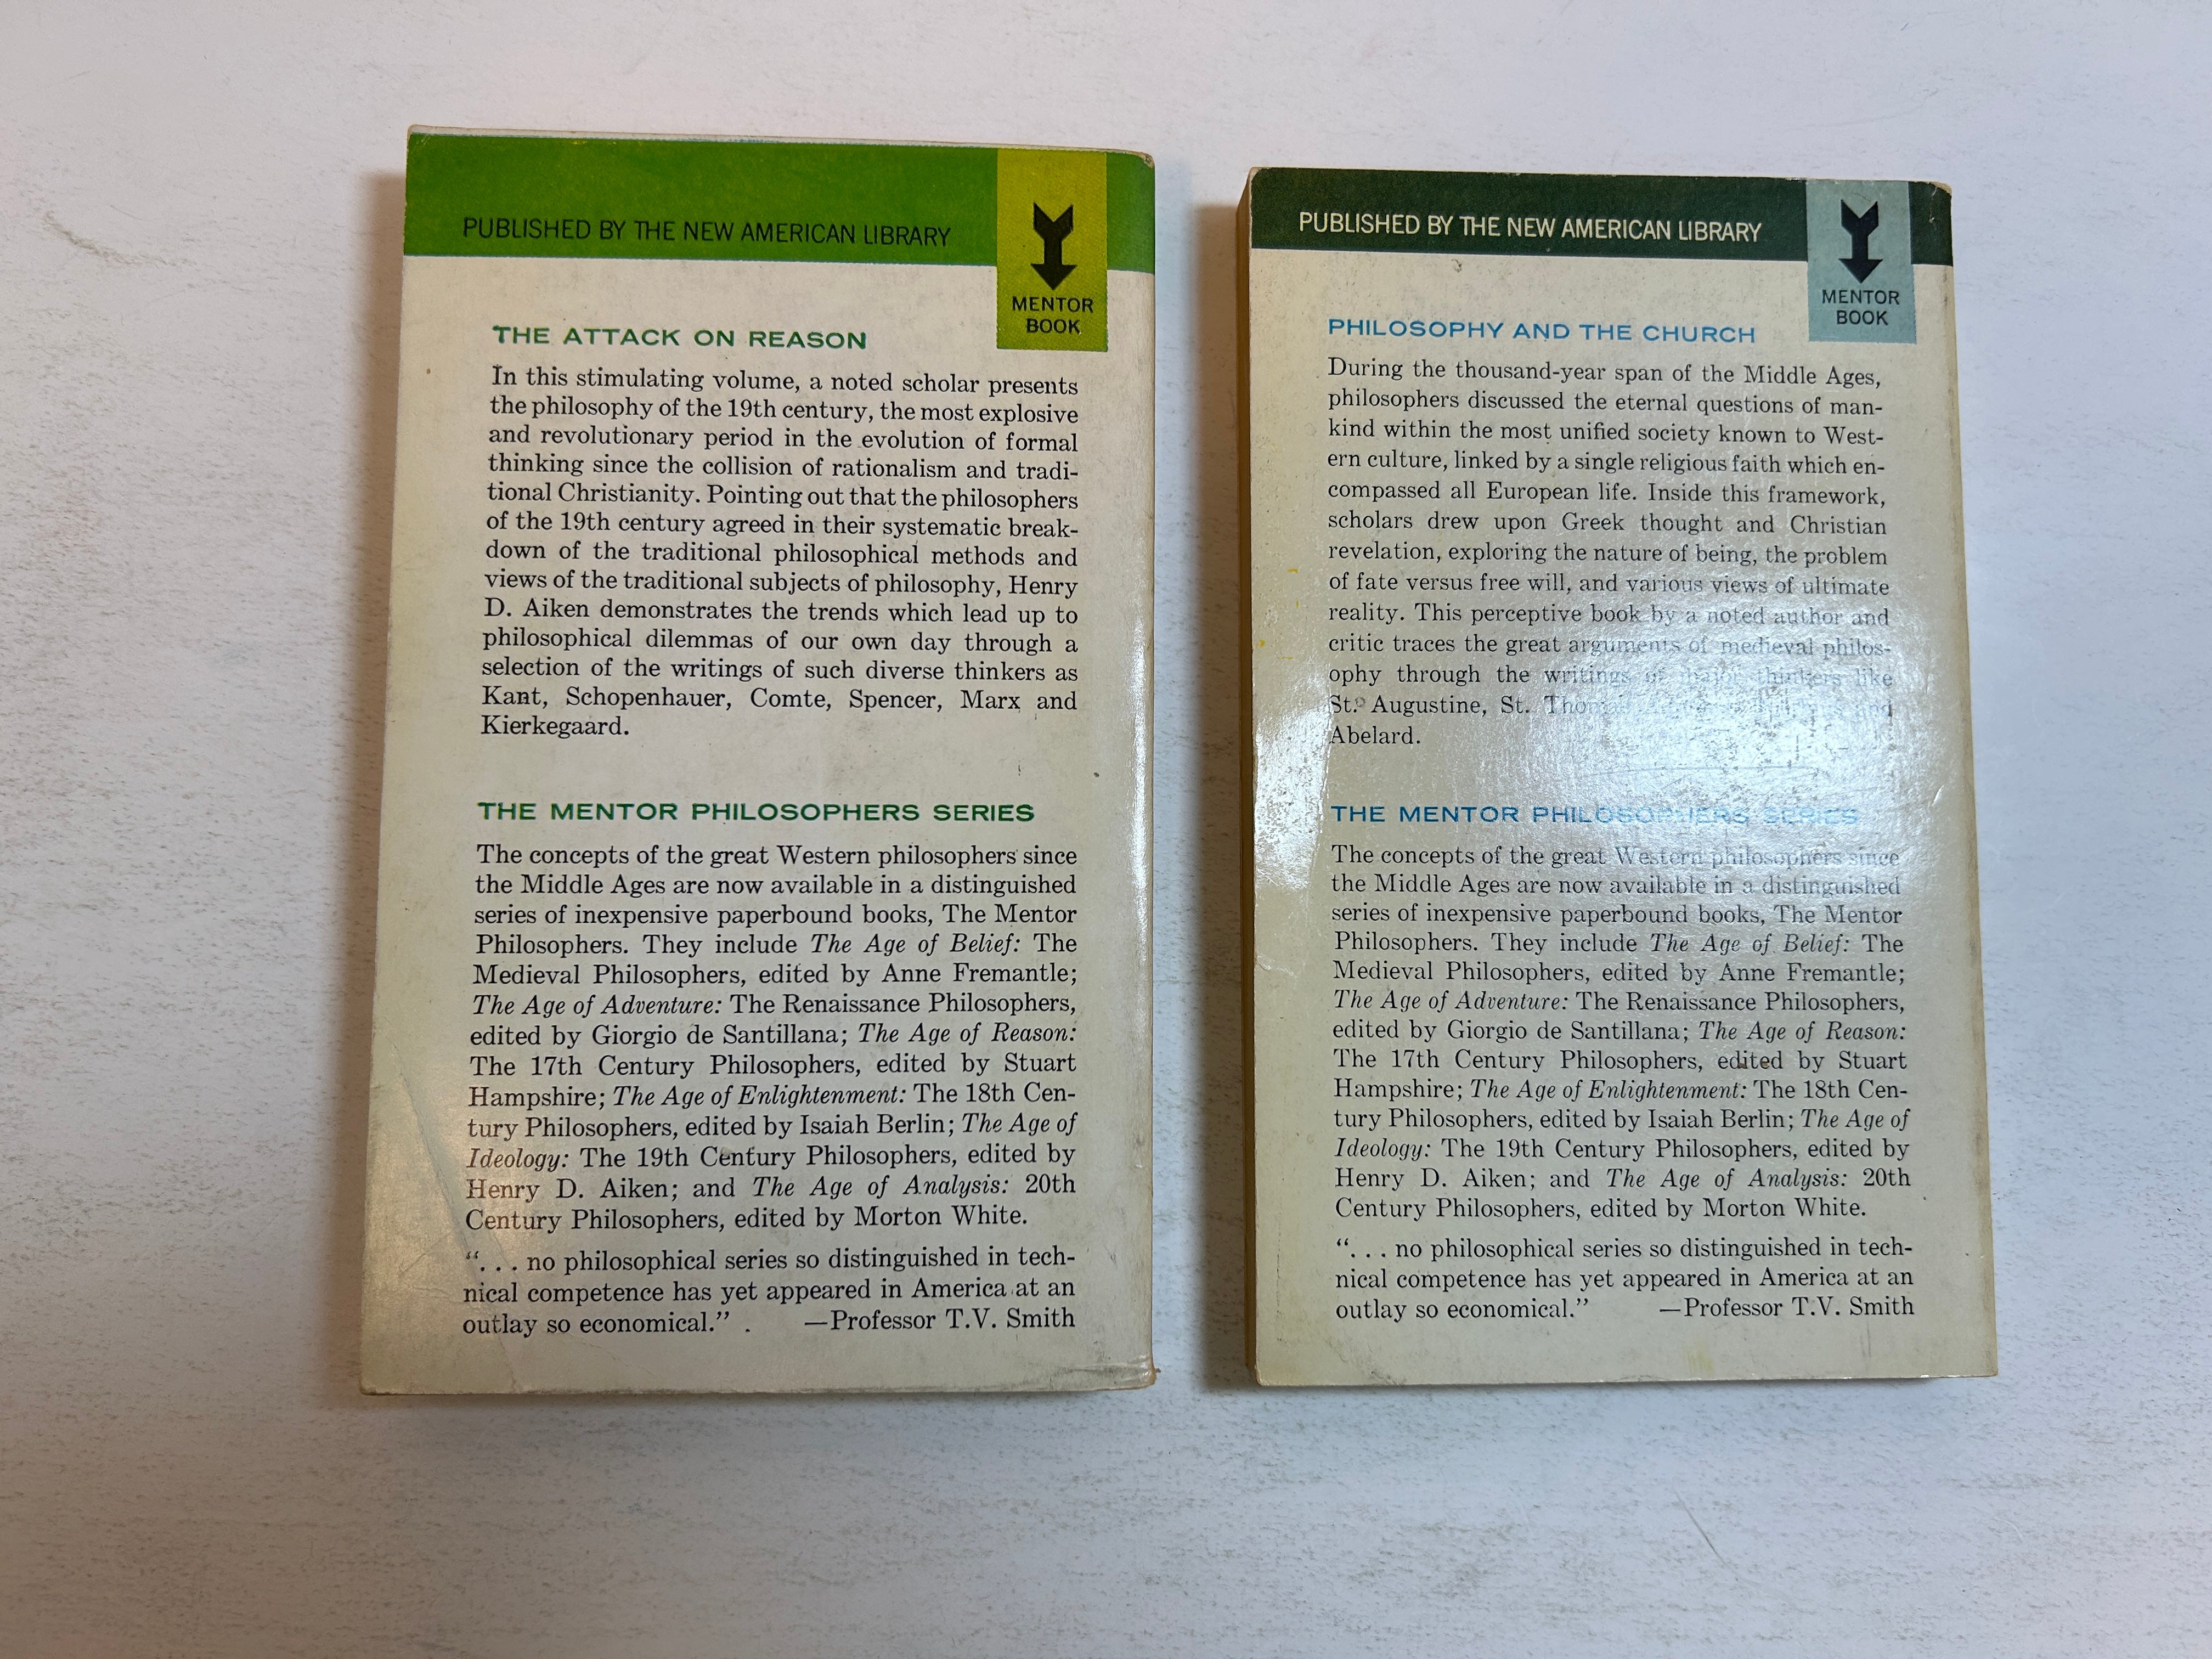 PUBLISHED BY THE NEW AMERICAN LIBRARY
MENTOR
BOOK
THE ATTACK ON REASON
In this stimulating volume, a noted scholar presents
the philosophy of the 19th century, the most explosive
and revolutionary period in the evolution of formal
thinking since the collision of rationalism and tradi-
tional Christianity. Pointing out that the philosophers
of the 19th century agreed in their systematic break-
down of the traditional philosophical methods and
views of the traditional subjects of philosophy, Henry
D. Aiken demonstrates the trends which lead up to
philosophical dilemmas of our own day through a
selection of the writings of such diverse thinkers as
Kant, Schopenhauer, Comte, Spencer, Marx and
Kierkegaard.
THE MENTOR PHILOSOPHERS SERIES
The concepts of the great Western philosophers since
the Middle Ages are now available in a distinguished
series of inexpensive paperbound books, The Mentor
Philosophers. They include The Age of Belief: The
Medieval Philosophers, edited by Anne Fremantle;
The Age of Adventure: The Renaissance Philosophers,
edited by Giorgio de Santillana; The Age of Reason:
The 17th Century Philosophers, edited by Stuart
Hampshire; The Age of Enlightenment: The 18th Cen-
tury Philosophers, edited by Isaiah Berlin; The Age of
Ideology: The 19th Century Philosophers, edited by
Henry D. Aiken; and The Age of Analysis: 20th
Century Philosophers, edited by Morton White.
“. . . no philosophical series so distinguished in tech-
nical competence has yet appeared in America at an
outlay so economical.” —Professor T.V. Smith
PUBLISHED BY THE NEW AMERICAN LIBRARY
MENTOR
BOOK
PHILOSOPHY AND THE CHURCH
During the thousand-year span of the Middle Ages,
philosophers discussed the eternal questions of man-
kind within the most unified society known to West-
ern culture, linked by a single religious faith which en-
compassed all European life. Inside this framework,
scholars drew upon Greek thought and Christian
revelation, exploring the nature of being, the problem
of fate versus free will, and various views of ultimate
reality. This perceptive book by a noted author and
critic traces the great arguments of medieval philos-
ophy through the writings of major thinkers like
St. Augustine, St.
Abelard.
THE MENTOR PHILOSOPHERS SERIES
The concepts of the great Western philosophers since
the Middle Ages are now available in a distinguished
series of inexpensive paperbound books, The Mentor
Philosophers. They include The Age of Belief: The
Medieval Philosophers, edited by Anne Fremantle;
The Age of Adventure: The Renaissance Philosophers,
edited by Giorgio de Santillana; The Age of Reason:
The 17th Century Philosophers, edited by Stuart
Hampshire; The Age of Enlightenment: The 18th Cen-
tury Philosophers, edited by Isaiah Berlin; The Age of
Ideology: The 19th Century Philosophers, edited by
Henry D. Aiken; and The Age of Analysis: 20th
Century Philosophers, edited by Morton White.
“. . . no philosophical series so distinguished in tech-
nical competence has yet appeared in America at an
outlay so economical.” —Professor T.V. Smith